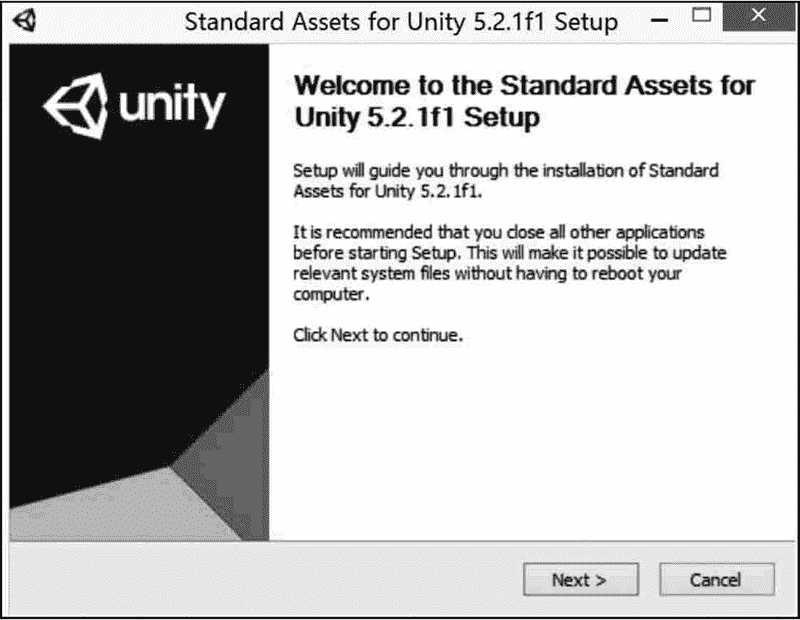 Standard Assets for Unity 5.2.1f1 Setup
unity
Welcome to the Standard Assets for
Unity 5.2.1f1 Setup
Setup will guide you through the installation of Standard
Assets for Unity 5.2.1f1.
It is recommended that you close all other applications
before starting Setup. This will make it possible to update
relevant system files without having to reboot your
computer.
Click Next to continue.
Next >
Cancel